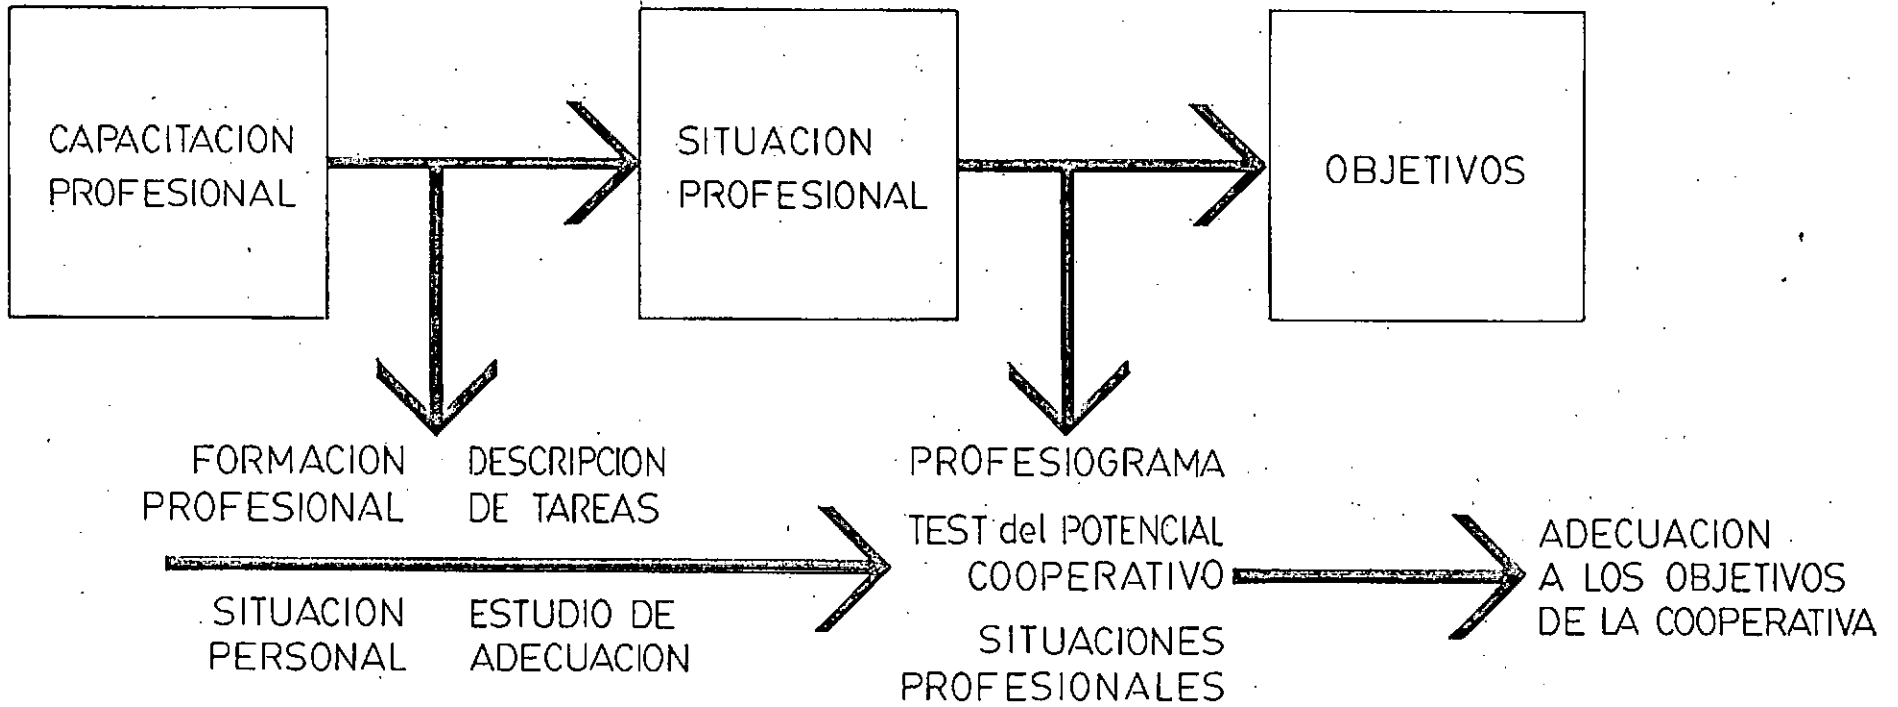 CAPACITACION
PROFESIONAL
SITUACION
PROFESIONAL
OBJETIVOS
FORMACION
PROFESIONAL
DESCRIPCION
DE TAREAS
SITUACION
PERSONAL
ESTUDIO DE
ADECUACION
PROFESIOGRAMA
TEST del POTENCIAL
COOPERATIVO
SITUACIONES
PROFESIONALES
ADECUACION
A LOS OBJETIVOS
DE LA COOPERATIVA